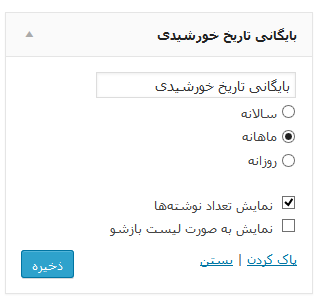 بایگانی تاریخ خورشیدی
بایگانی تاریخ خورشیدی
سالانه
ماهانه
روزانه
نمایش تعداد نوشته‌ها
نمایش به صورت لیست بازشو
پاک کردن | بستن
ذخیره